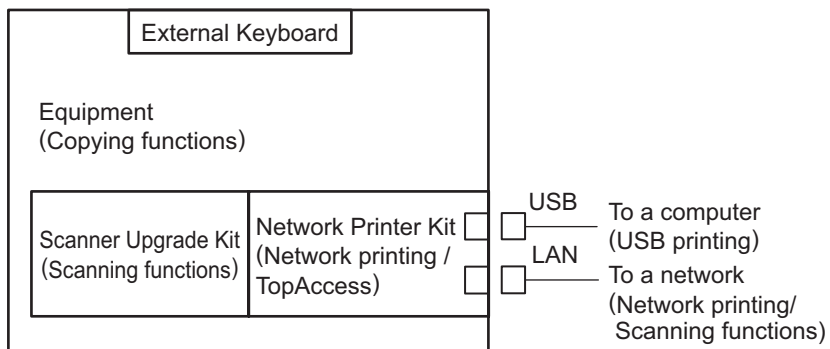 External Keyboard
Equipment
(Copying functions)
Scanner Upgrade Kit
(Scanning functions)
Network Printer Kit
(Network printing /
TopAccess)
USB
To a computer
(USB printing)
LAN
To a network
(Network printing/
Scanning functions)